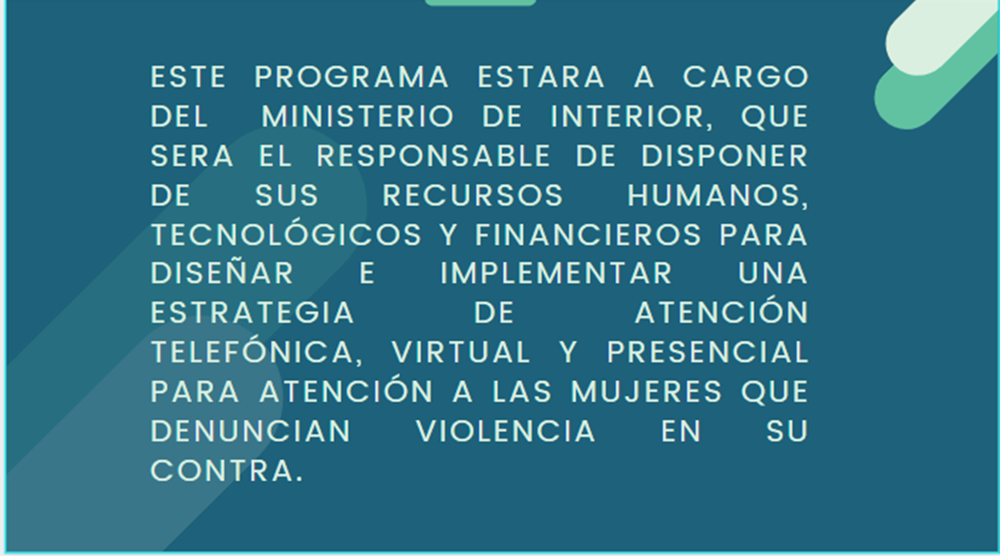 ESTE PROGRAMA ESTARA A CARGO
DEL MINISTERIO DE INTERIOR, QUE
SERA EL RESPONSABLE DE DISPONER
DE SUS RECURSOS HUMANOS,
TECNOLÓGICOS Y FINANCIEROS PARA
DISEÑAR E IMPLEMENTAR UNA
ESTRATEGIA DE ATENCIÓN
TELEFÓNICA, VIRTUAL Y PRESENCIAL
PARA ATENCIÓN A LAS MUJERES QUE
DENUNCIAN VIOLENCIA EN SU
CONTRA.